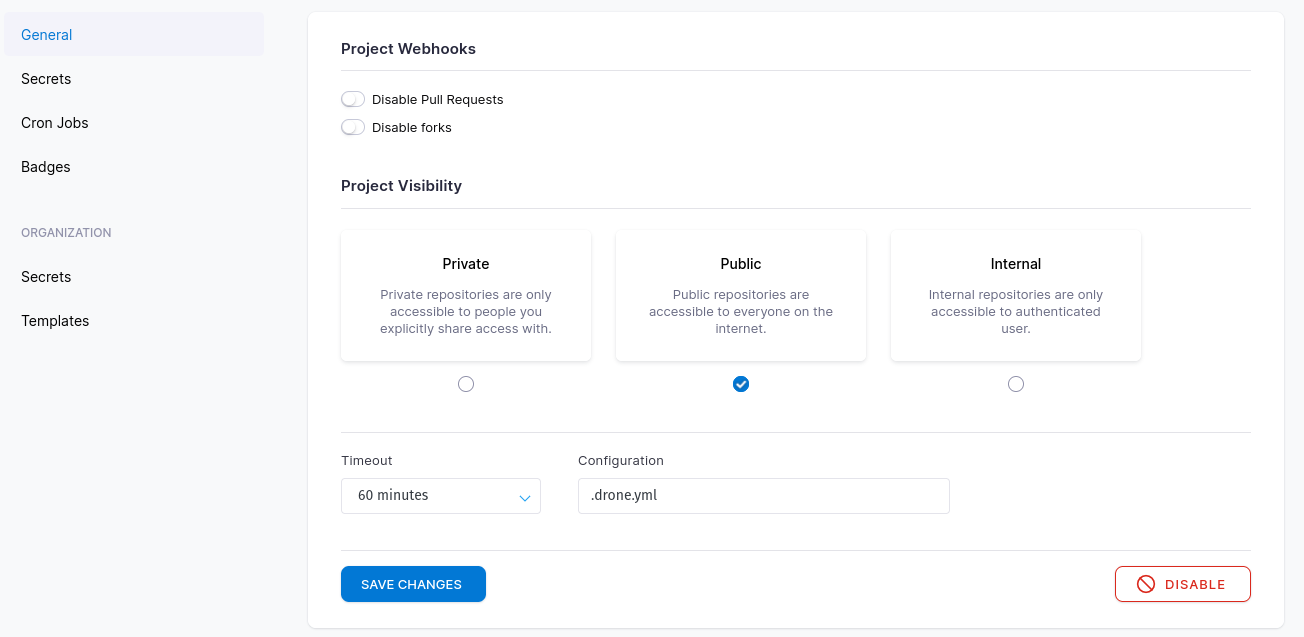 General
Secrets
Cron Jobs
Badges
ORGANIZATION
Secrets
Templates
Project Webhooks
Disable Pull Requests
Disable forks
Project Visibility
Private
Private repositories are only
accessible to people you
explicitly share access with.
Public
Public repositories are
accessible to everyone on the
internet.
Internal
Internal repositories are only
accessible to authenticated
user.
Timeout
60 minutes
Configuration
.drone.yml
SAVE CHANGES
DISABLE